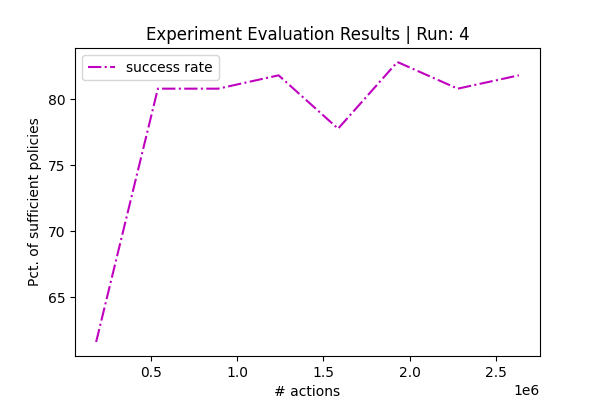 Experiment Evaluation Results | Run: 4
success rate
Pct. of sufficient policies
80
75
70
65
0.5 1.0 1.5 2.0 2.5
1e6
# actions